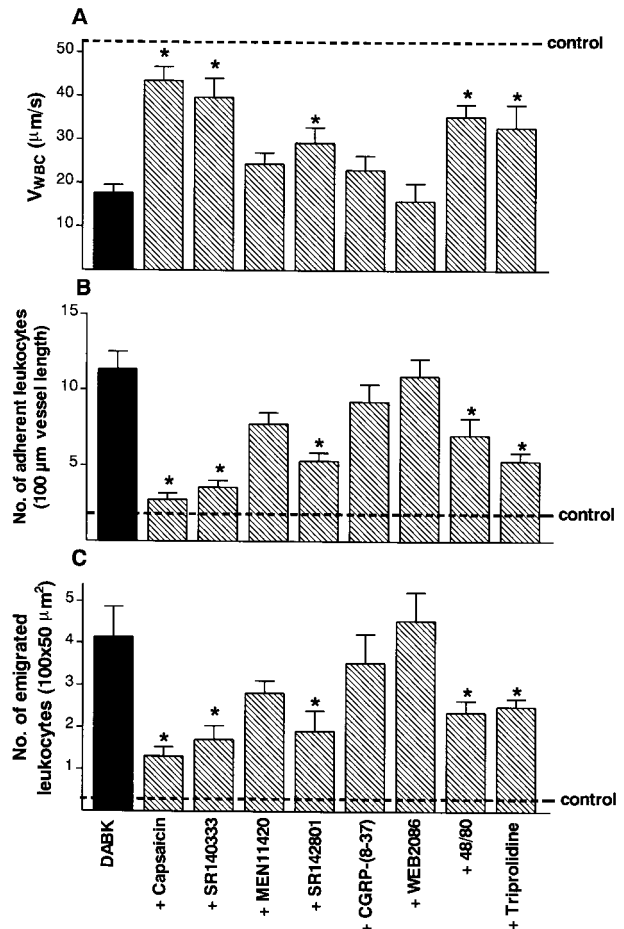 A
control
*
*
*
*
*
50
40
30
20
10
V_WBC (μm/s)
B
15
10
5
No. of adherent leukocytes
(100 μm vessel length)
*
*
*
*
*
control
C
5
4
3
2
1
No. of emigrated
leukocytes (100x50 μm²)
*
*
*
*
*
control
DABK
+ Capsaicin
+ SR140333
+ MEN11420
+ SR142801
+ CGRP-(8-37)
+ WEB2086
+ 48/80
+ Triprolidine